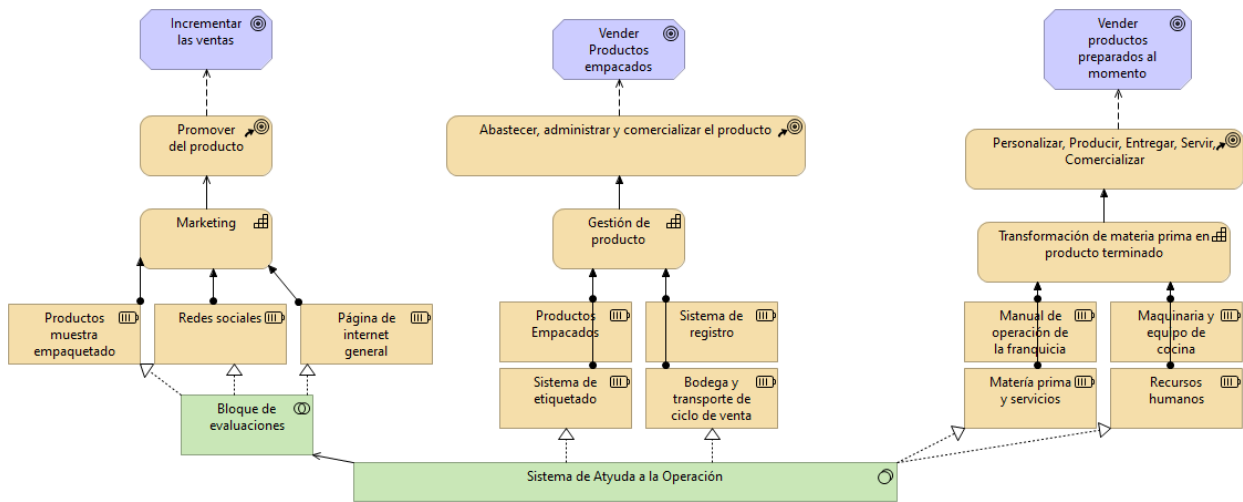 Incrementar
las ventas
Vender
Productos
empacados
Vender
productos
preparados al
momento
Promover
del producto
Abastecer, administrar y comercializar el producto
Personalizar, Producir, Entregar, Servir,
Comercializar
Marketing
Gestión de
producto
Transformación de materia prima en
producto terminado
Productos
muestra
empaquetado
Redes sociales
Página de
internet
general
Productos
Empacados
Sistema de
registro
Manual de
operación de
la franquicia
Maquinaria y
equipo de
cocina
Sistema de
etiquetado
Bodega y
transporte de
ciclo de venta
Matería prima
y servicios
Recursos
humanos
Bloque de
evaluaciones
Sistema de Atyuda a la Operación